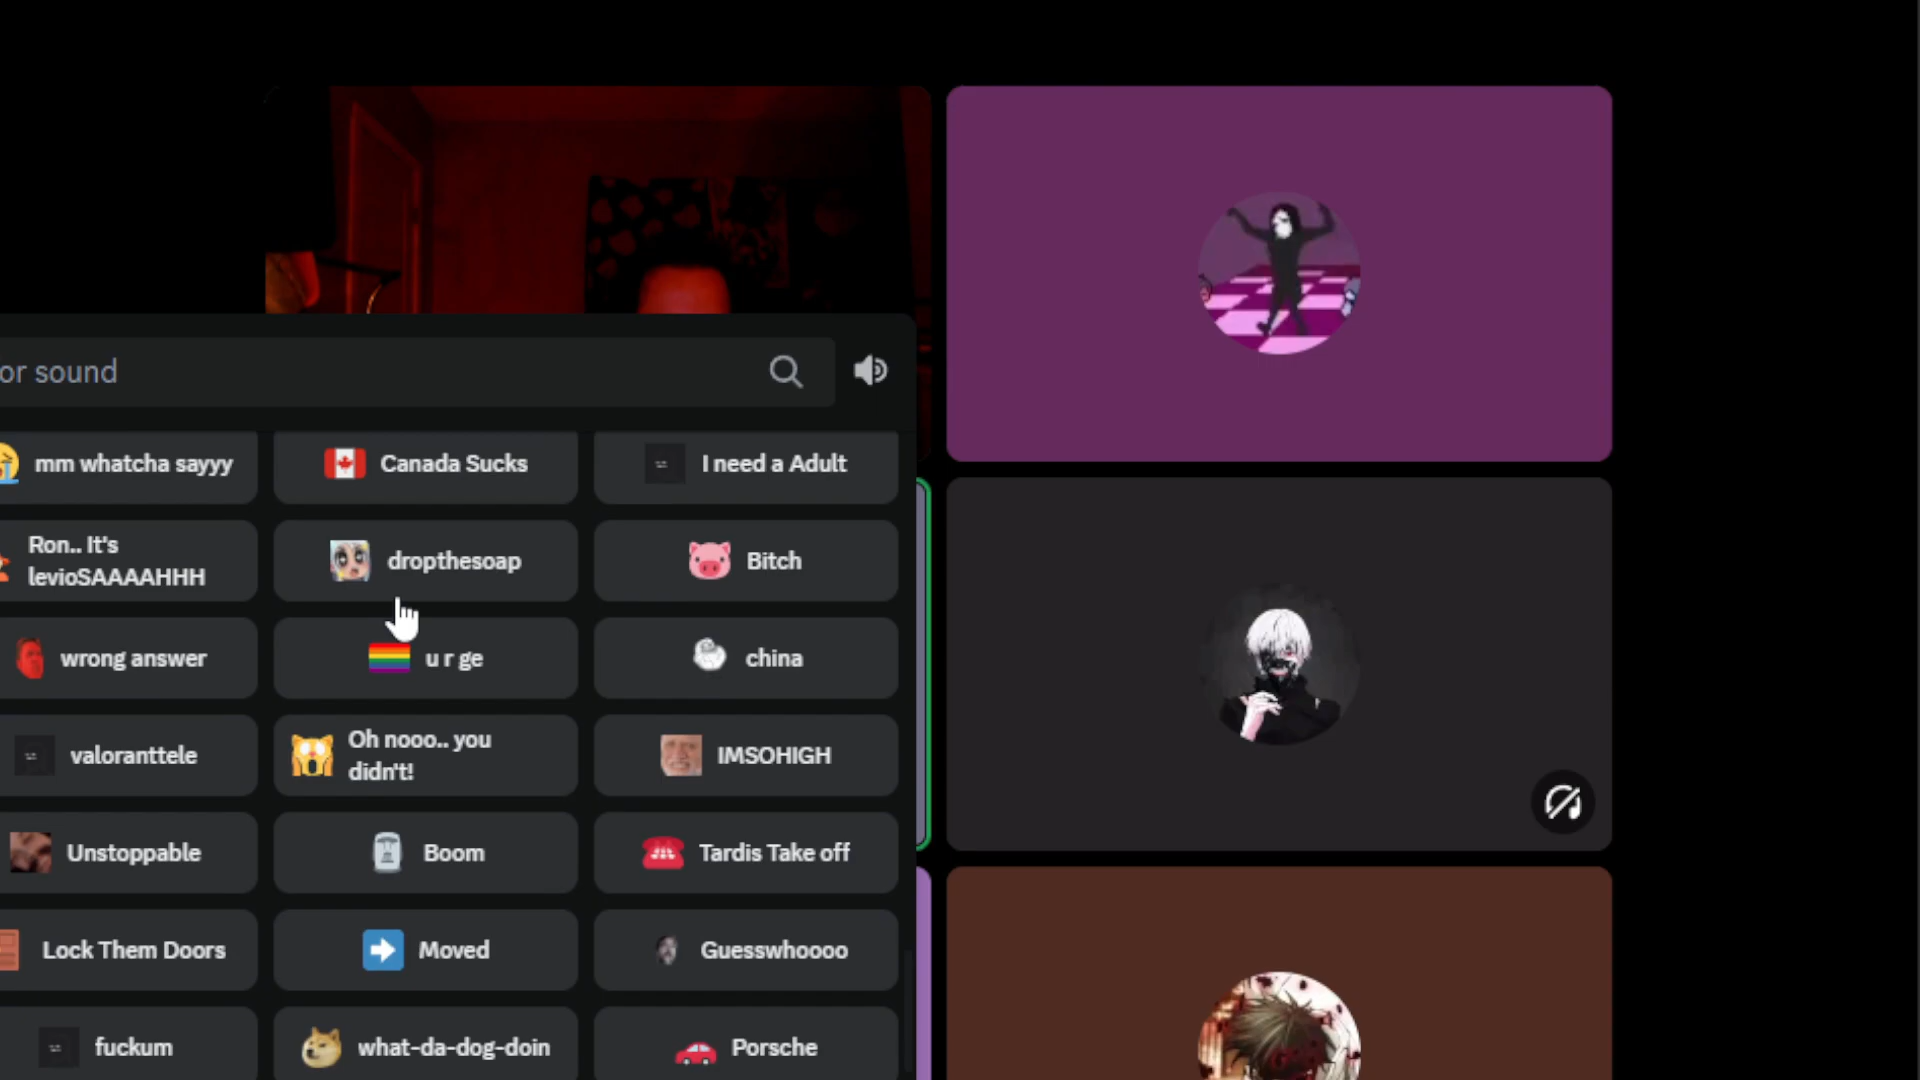 or sound
mm whatcha sayyy
Canada Sucks
I need a Adult
Ron.. It's
levioSAAAAHHH
dropthesoap
Bitch
wrong answer
u r ge
china
valoranttele
Oh nooo.. you
didn't!
IMSOHIGH
Unstoppable
Boom
Tardis Take off
Lock Them Doors
Moved
Guesswhoooo
fuckum
what-da-dog-doin
Porsche